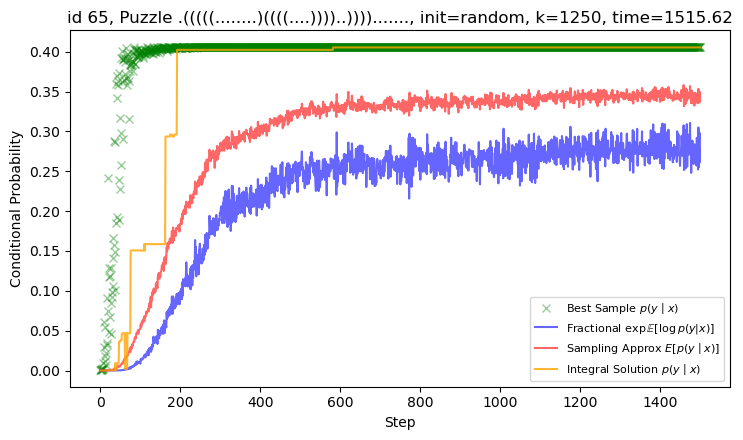 id 65, Puzzle .(((((........)((((....))))..))))......., init=random, k=1250, time=1515.62
Conditional Probability
0.40
0.35
0.30
0.25
0.20
0.15
0.10
0.05
0.00
Best Sample p(y | x)
Fractional exp 𝔼[log p(y|x)]
Sampling Approx E[p(y | x)]
Integral Solution p(y | x)
0 200 400 600 800 1000 1200 1400
Step